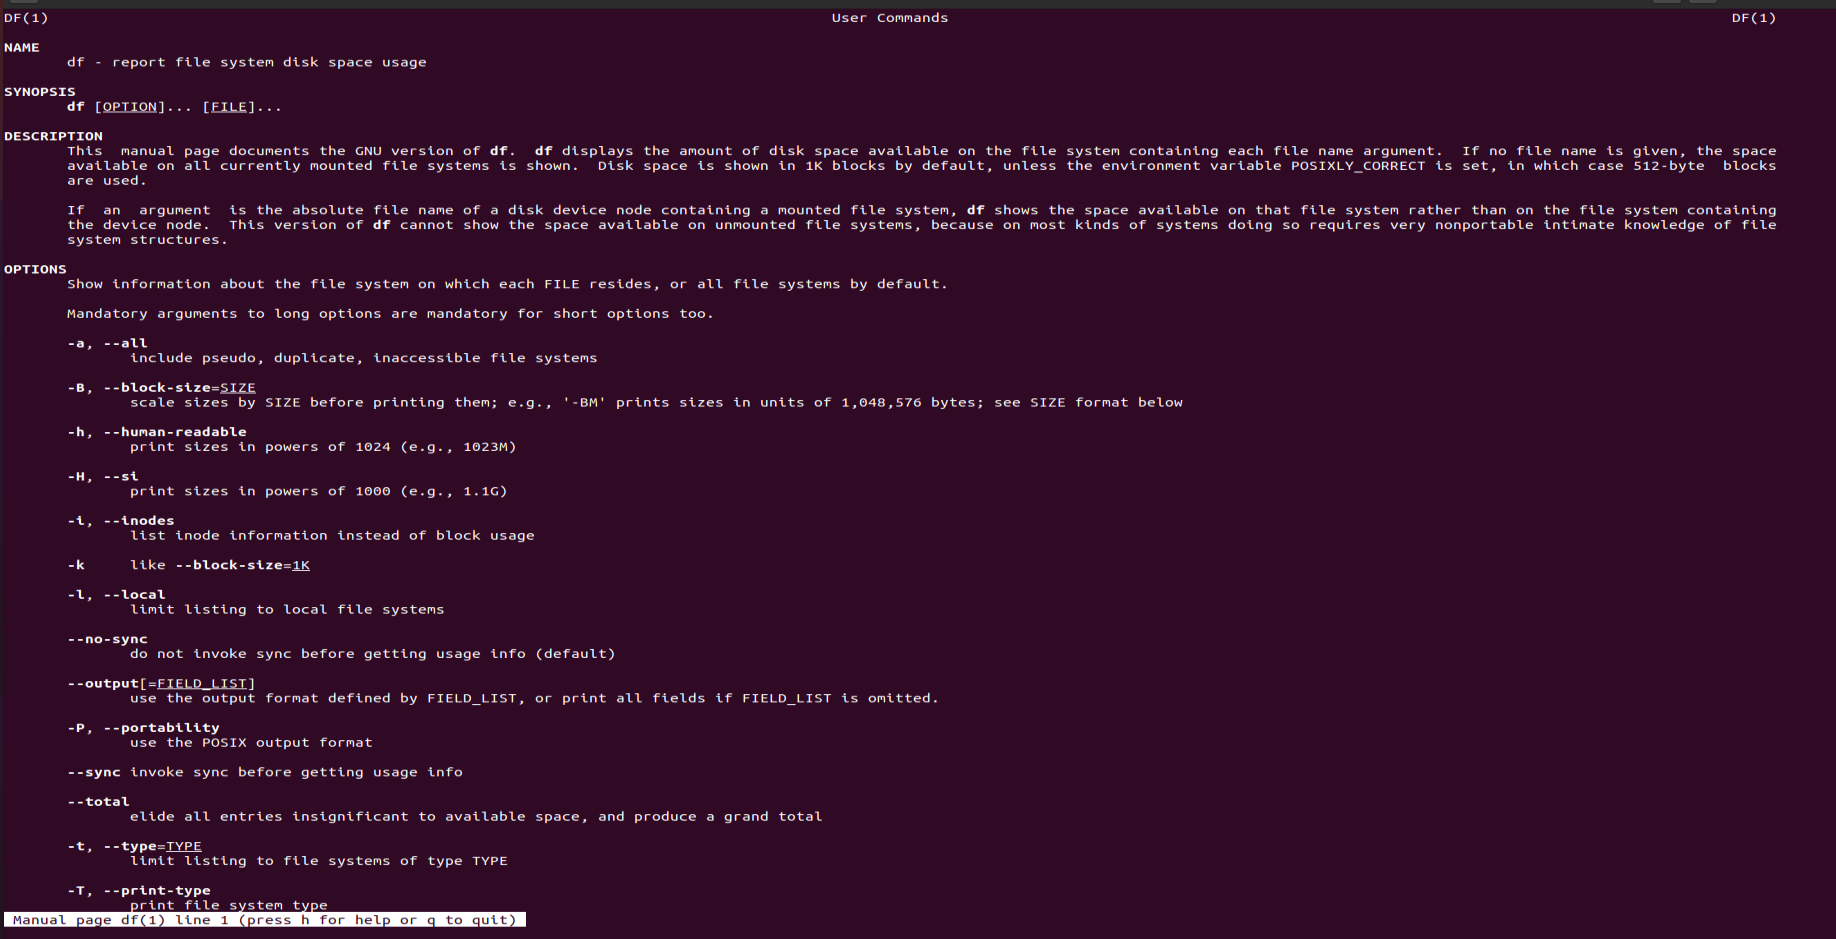 DF(1) User Commands DF(1)
NAME
df - report file system disk space usage
SYNOPSIS
df [OPTION]... [FILE]...
DESCRIPTION
This  manual page documents the GNU version of df.  df displays the amount of disk space available on the file system containing each file name argument.  If no file name is given, the space
available on all currently mounted file systems is shown.  Disk space is shown in 1K blocks by default, unless the environment variable POSIXLY_CORRECT is set, in which case 512-byte  blocks
are used.
If  an  argument  is the absolute file name of a disk device node containing a mounted file system, df shows the space available on that file system rather than on the file system containing
the device node.  This version of df cannot show the space available on unmounted file systems, because on most kinds of systems doing so requires very nonportable intimate knowledge of file
system structures.
OPTIONS
Show information about the file system on which each FILE resides, or all file systems by default.
Mandatory arguments to long options are mandatory for short options too.
-a, --all
include pseudo, duplicate, inaccessible file systems
-B, --block-size=SIZE
scale sizes by SIZE before printing them; e.g., '-BM' prints sizes in units of 1,048,576 bytes; see SIZE format below
-h, --human-readable
print sizes in powers of 1024 (e.g., 1023M)
-H, --si
print sizes in powers of 1000 (e.g., 1.1G)
-i, --inodes
list inode information instead of block usage
-k     like --block-size=1K
-l, --local
limit listing to local file systems
--no-sync
do not invoke sync before getting usage info (default)
--output[=FIELD_LIST]
use the output format defined by FIELD_LIST, or print all fields if FIELD_LIST is omitted.
-P, --portability
use the POSIX output format
--sync invoke sync before getting usage info
--total
elide all entries insignificant to available space, and produce a grand total
-t, --type=TYPE
limit listing to file systems of type TYPE
-T, --print-type
print file system type
Manual page df(1) line 1 (press h for help or q to quit)